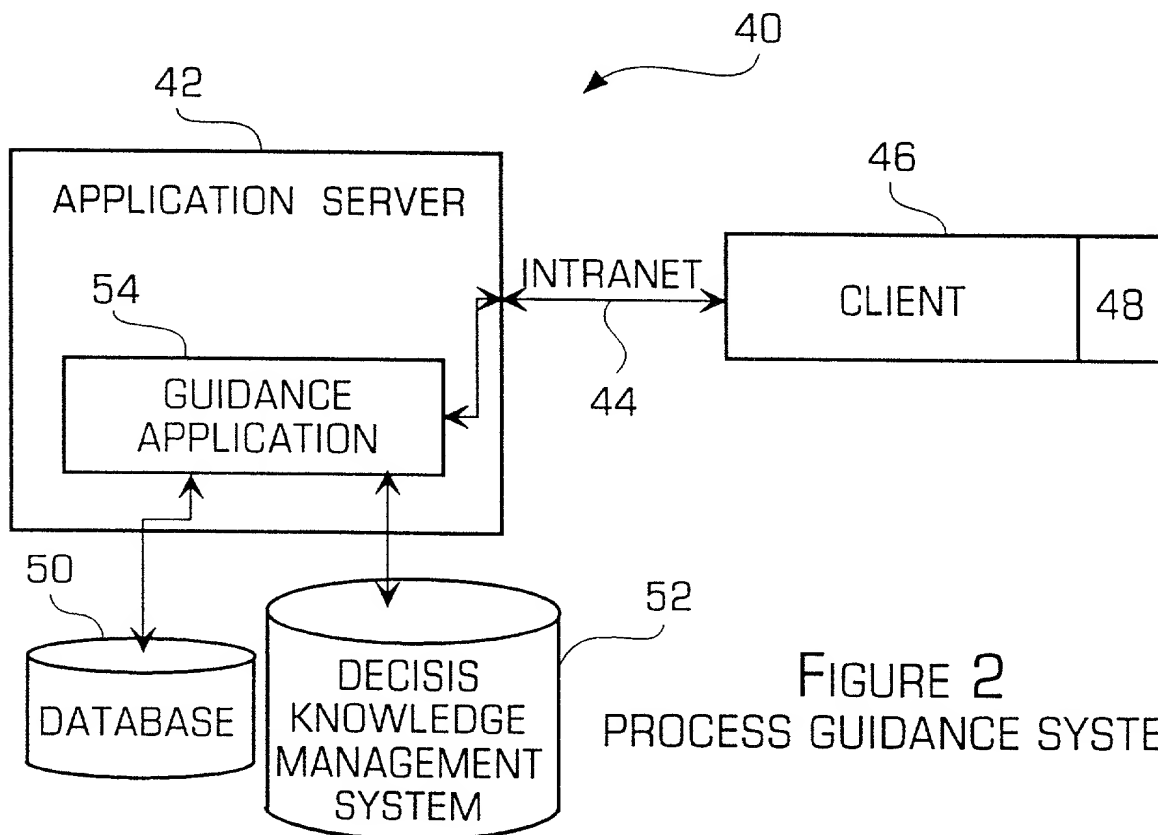 40
42
46
APPLICATION SERVER
INTRANET
CLIENT
48
54
44
GUIDANCE
APPLICATION
50
52
DATABASE
DECISIS
KNOWLEDGE
MANAGEMENT
SYSTEM
FIGURE 2
PROCESS GUIDANCE SYSTE